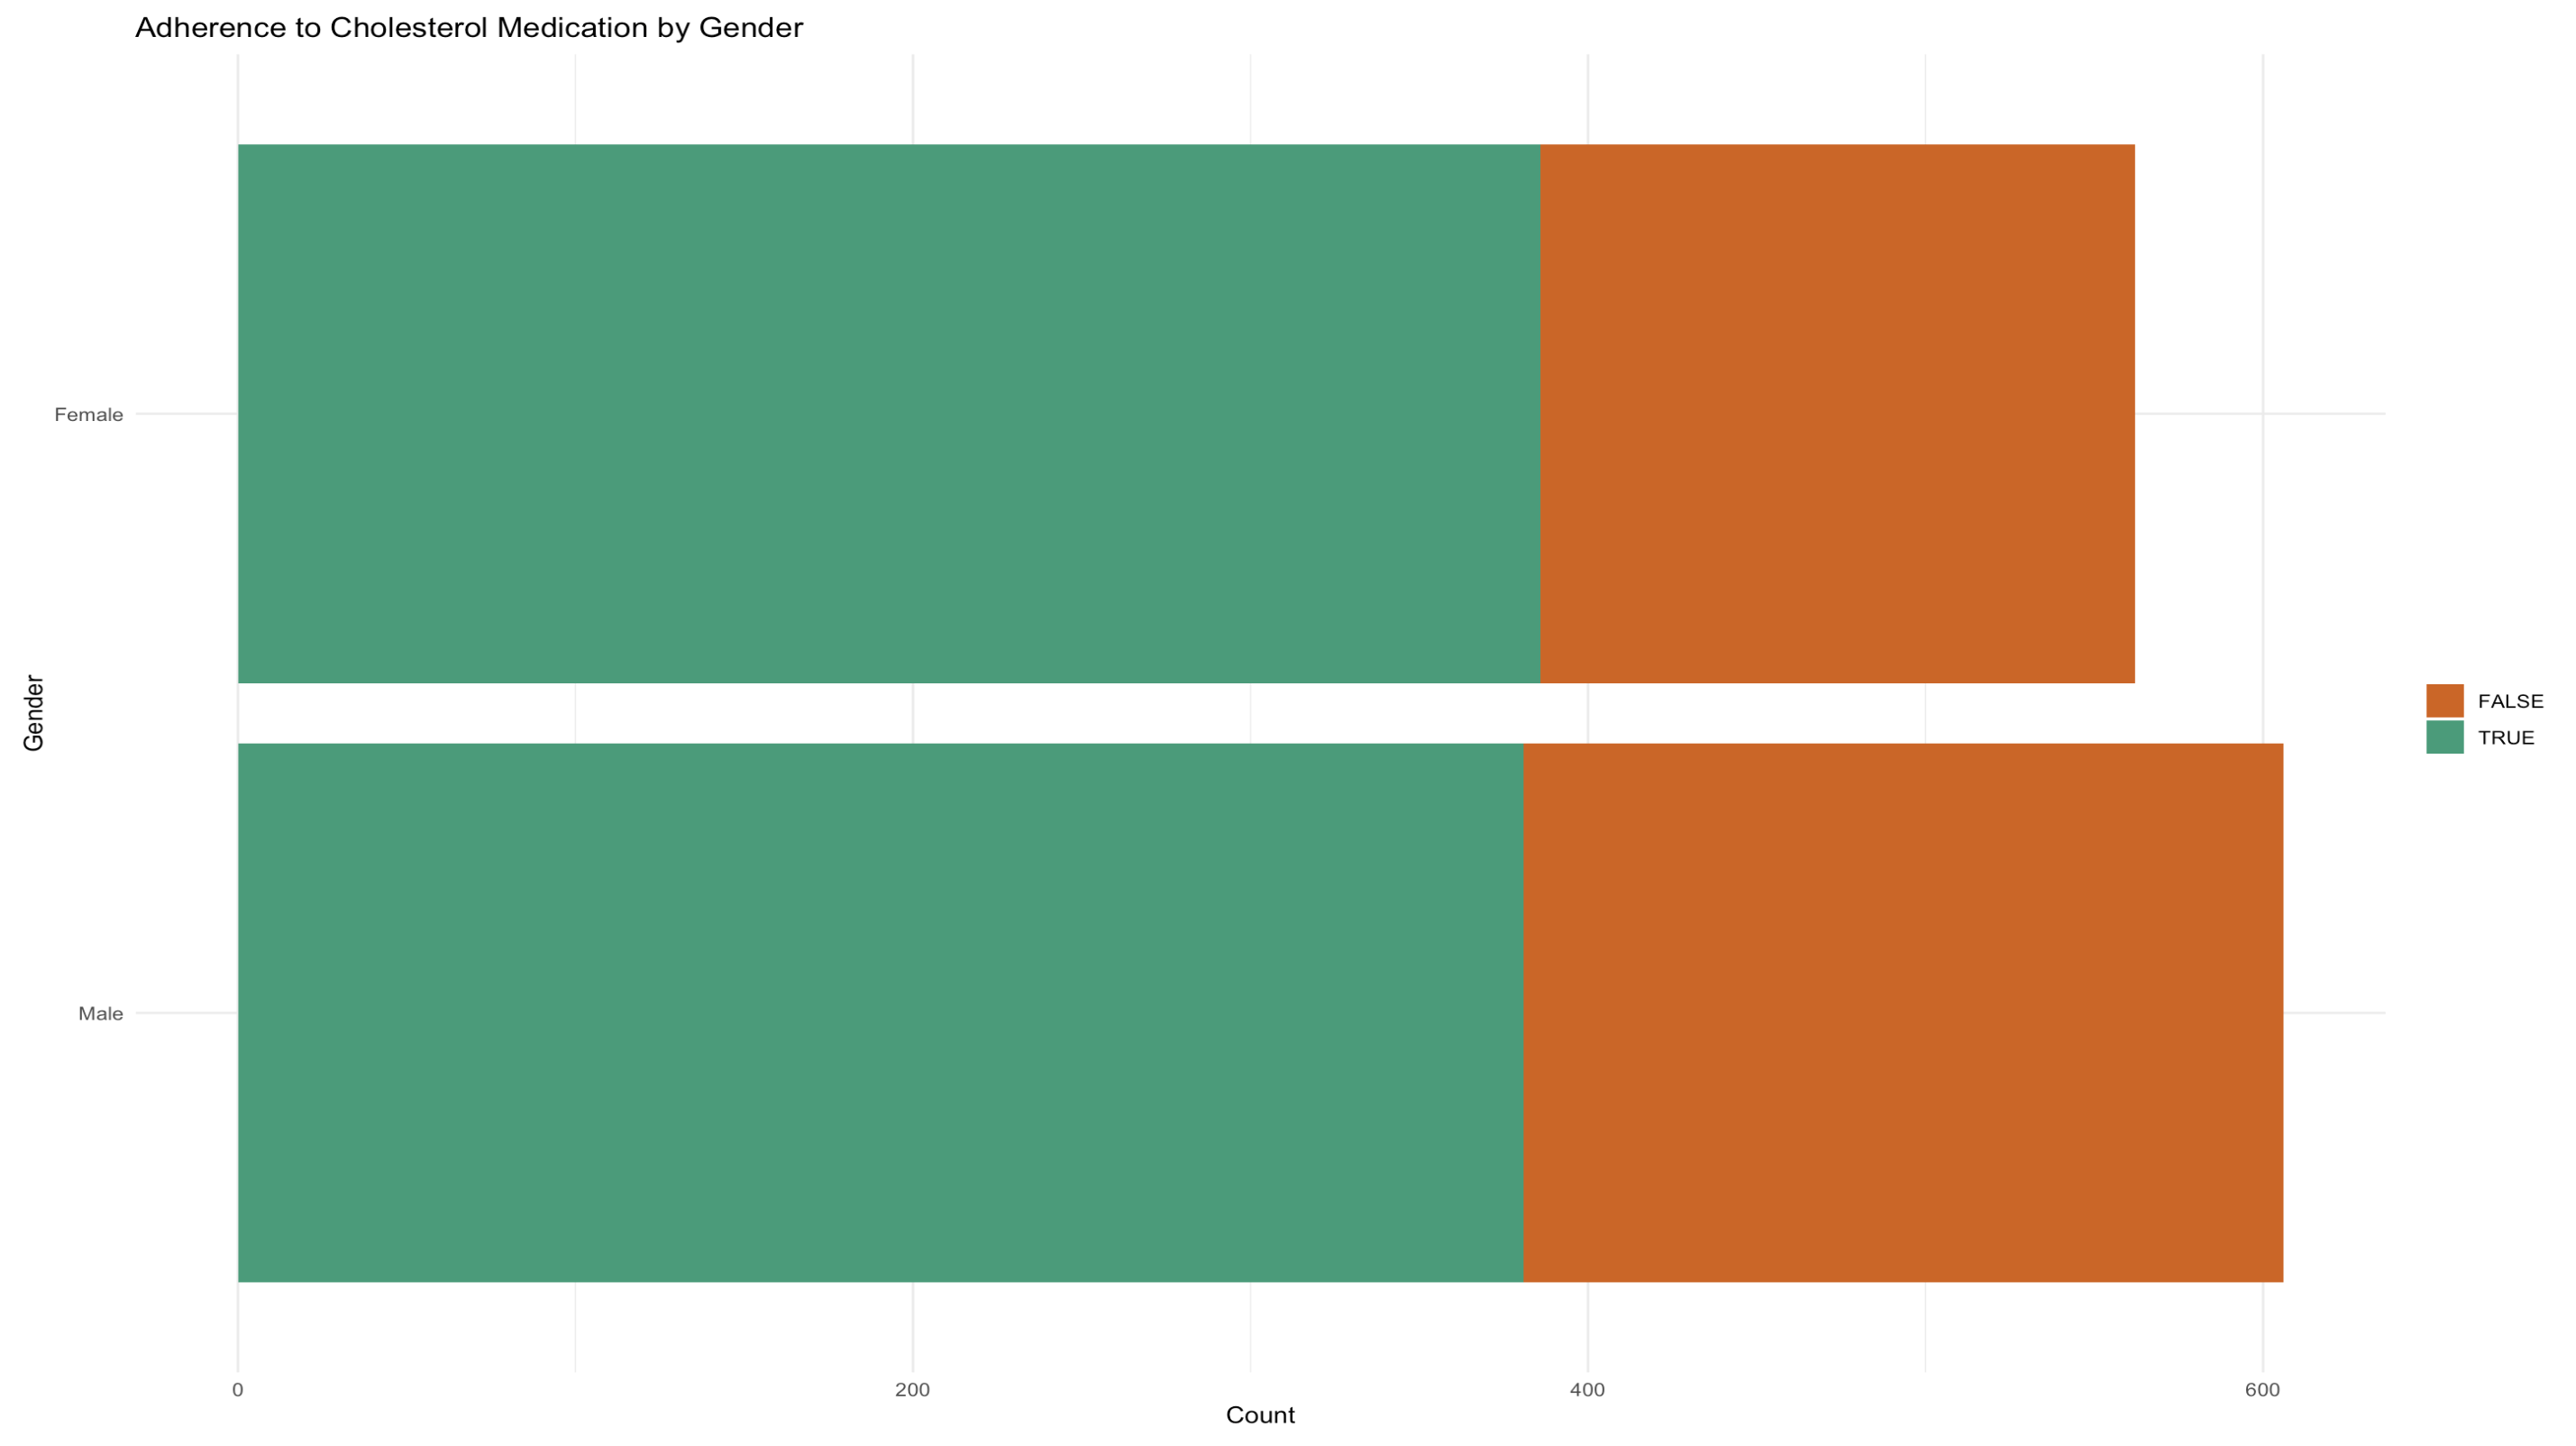 Adherence to Cholesterol Medication by Gender
Gender
Female
Male
FALSE
TRUE
0
200
400
600
Count